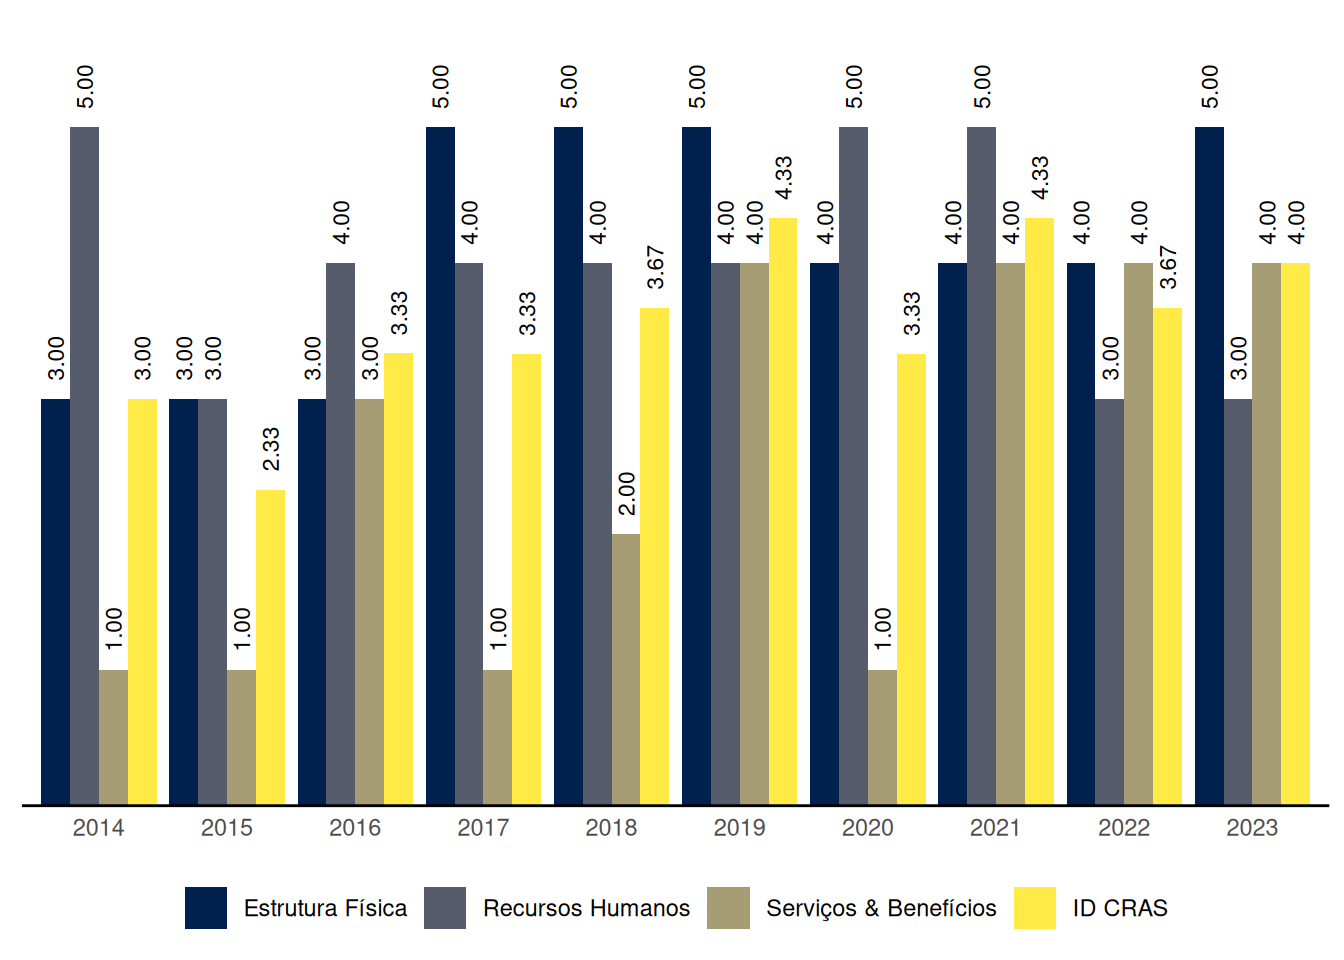 3.00 5.00 1.00 3.00
3.00 3.00 1.00 2.33
3.00 4.00 3.00 3.33
5.00 4.00 1.00 3.33
5.00 4.00 2.00 3.67
5.00 4.00 4.00 4.33
4.00 5.00 1.00 3.33
4.00 5.00 4.00 4.33
4.00 3.00 4.00 3.67
5.00 3.00 4.00 4.00
2014 2015 2016 2017 2018 2019 2020 2021 2022 2023
Estrutura Física Recursos Humanos Serviços & Benefícios ID CRAS